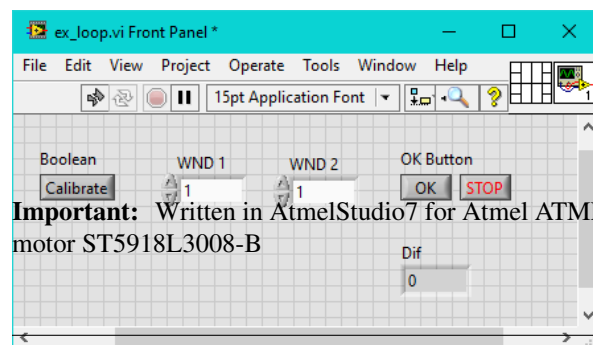 ex_loop.vi Front Panel *
File Edit View Project Operate Tools Window Help
15pt Application Font
1
Boolean WND 1 WND 2 OK Button
Calibrate 1 1 OK STOP
Important: Written in AtmelStudio7 for Atmel ATM
motor ST5918L3008-B
Dif
0